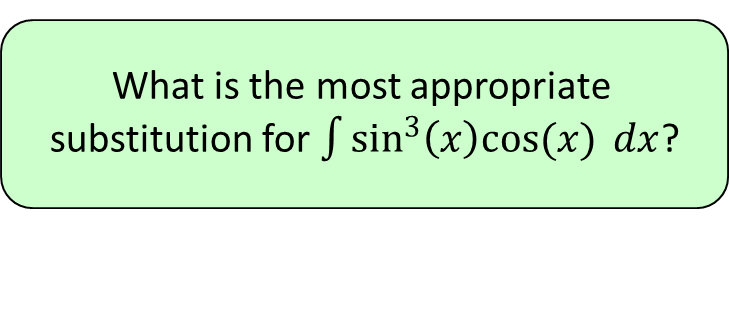 What is the most appropriate
substitution for ∫ sin³(x)cos(x) dx?